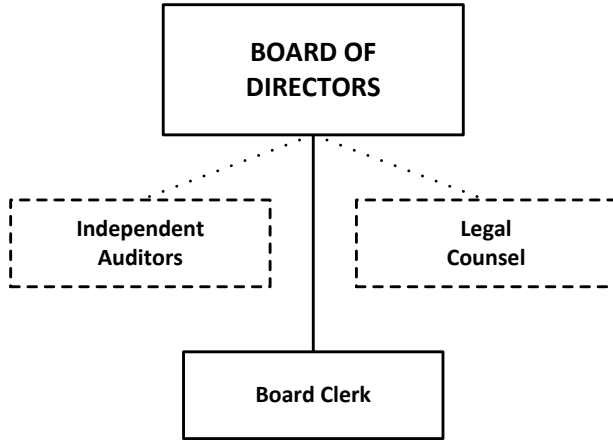 BOARD OF
DIRECTORS
Independent
Auditors
Legal
Counsel
Board Clerk